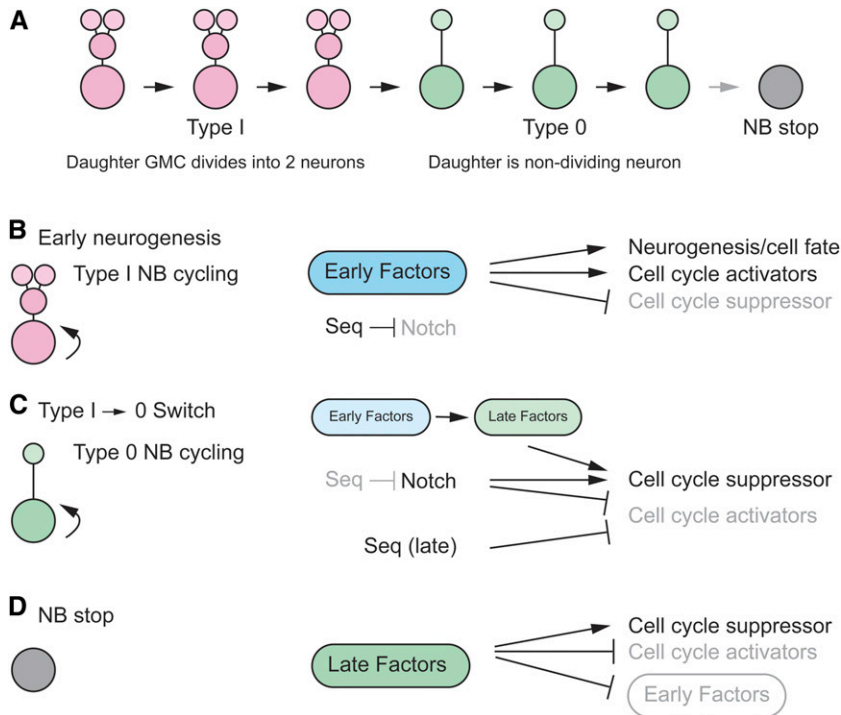 A
Type I
Type 0
NB stop
Daughter GMC divides into 2 neurons
Daughter is non-dividing neuron
B
Early neurogenesis
Type I NB cycling
Early Factors
Neurogenesis/cell fate
Cell cycle activators
Cell cycle suppressor
Seq
Notch
C
Type I → 0 Switch
Early Factors
Late Factors
Type 0 NB cycling
Seq
Notch
Cell cycle suppressor
Cell cycle activators
Seq (late)
D
NB stop
Late Factors
Cell cycle suppressor
Cell cycle activators
Early Factors